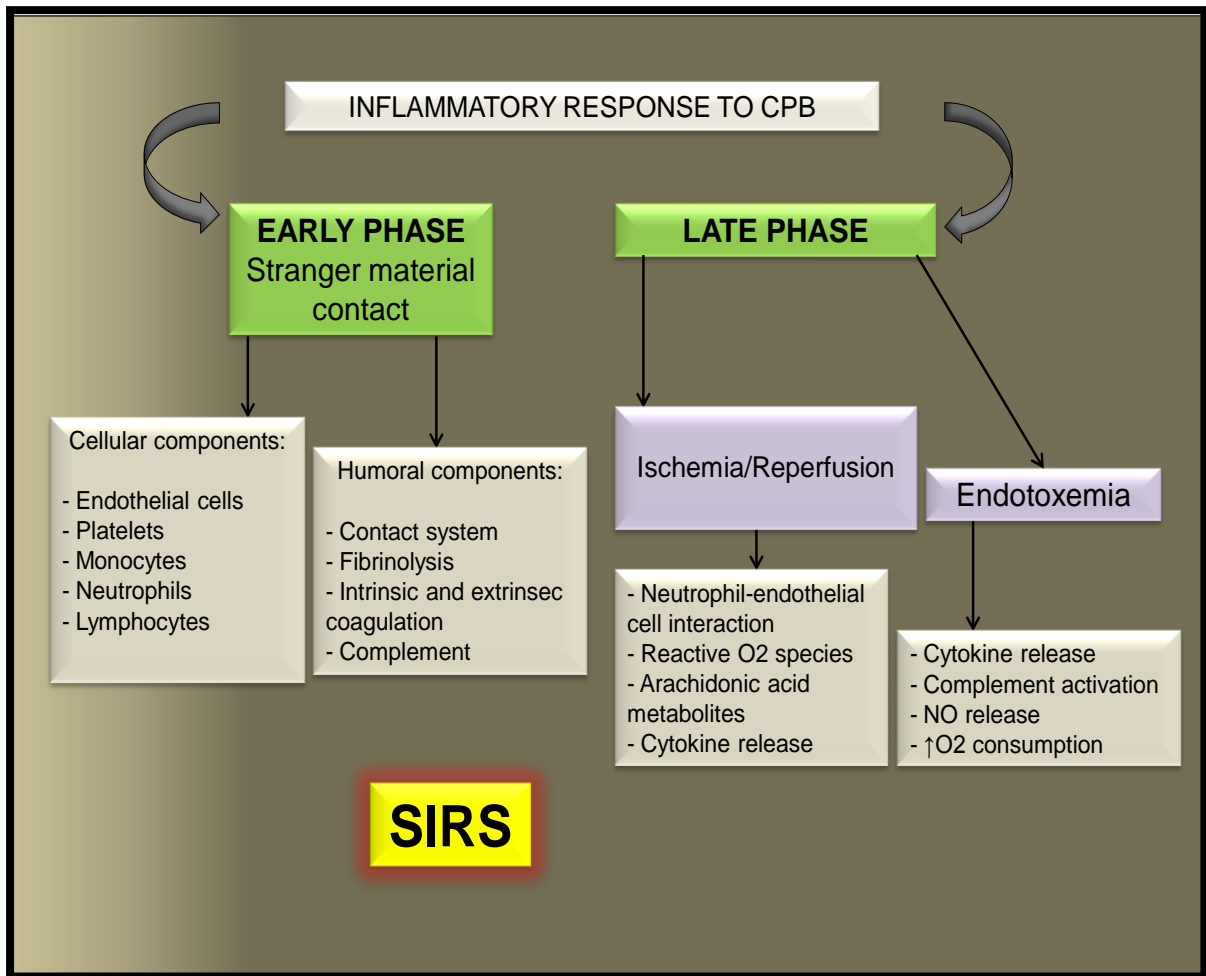 INFLAMMATORY RESPONSE TO CPB
EARLY PHASE
Stranger material
contact
LATE PHASE
Cellular components:
- Endothelial cells
- Platelets
- Monocytes
- Neutrophils
- Lymphocytes
Humoral components:
- Contact system
- Fibrinolysis
- Intrinsic and extrinsec
coagulation
- Complement
Ischemia/Reperfusion
Endotoxemia
- Neutrophil-endothelial
cell interaction
- Reactive O2 species
- Arachidonic acid
metabolites
- Cytokine release
- Cytokine release
- Complement activation
- NO release
- ↑O2 consumption
SIRS